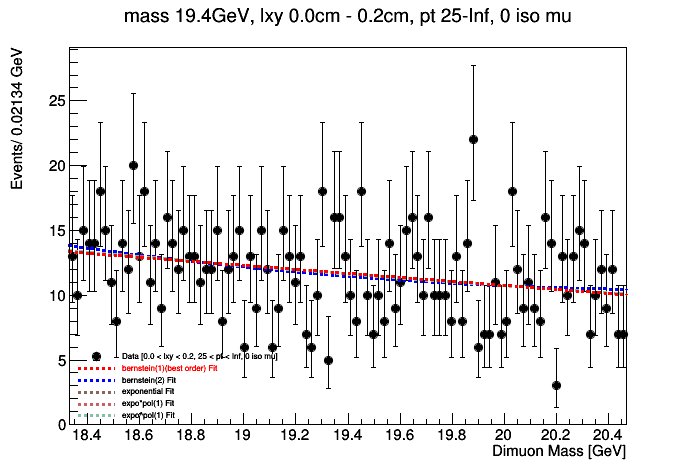 mass 19.4GeV, lxy 0.0cm - 0.2cm, pt 25-Inf, 0 iso mu
Events/ 0.02134 GeV
25
20
15
10
5
0
Data [0.0 < lxy < 0.2, 25 < pt < Inf, 0 iso mu]
bernstein(1)(best order) Fit
bernstein(2) Fit
exponential Fit
expo*pol(1) Fit
expo*pol(1) Fit
18.4 18.6 18.8 19 19.2 19.4 19.6 19.8 20 20.2 20.4
Dimuon Mass [GeV]